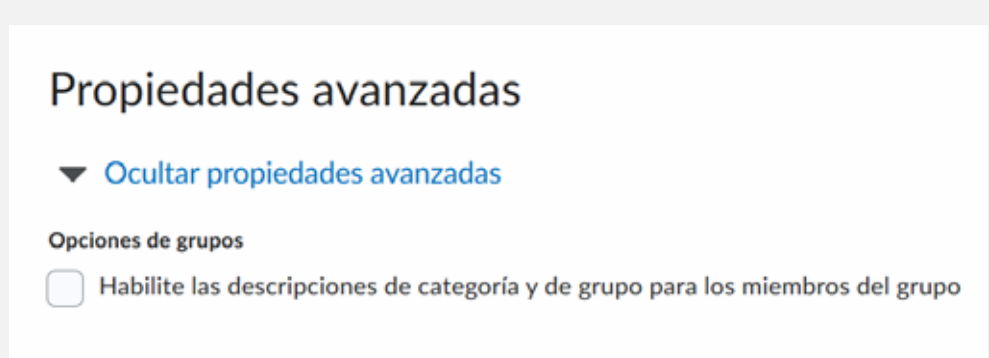 Propiedades avanzadas
Ocultar propiedades avanzadas
Opciones de grupos
Habilite las descripciones de categoría y de grupo para los miembros del grupo